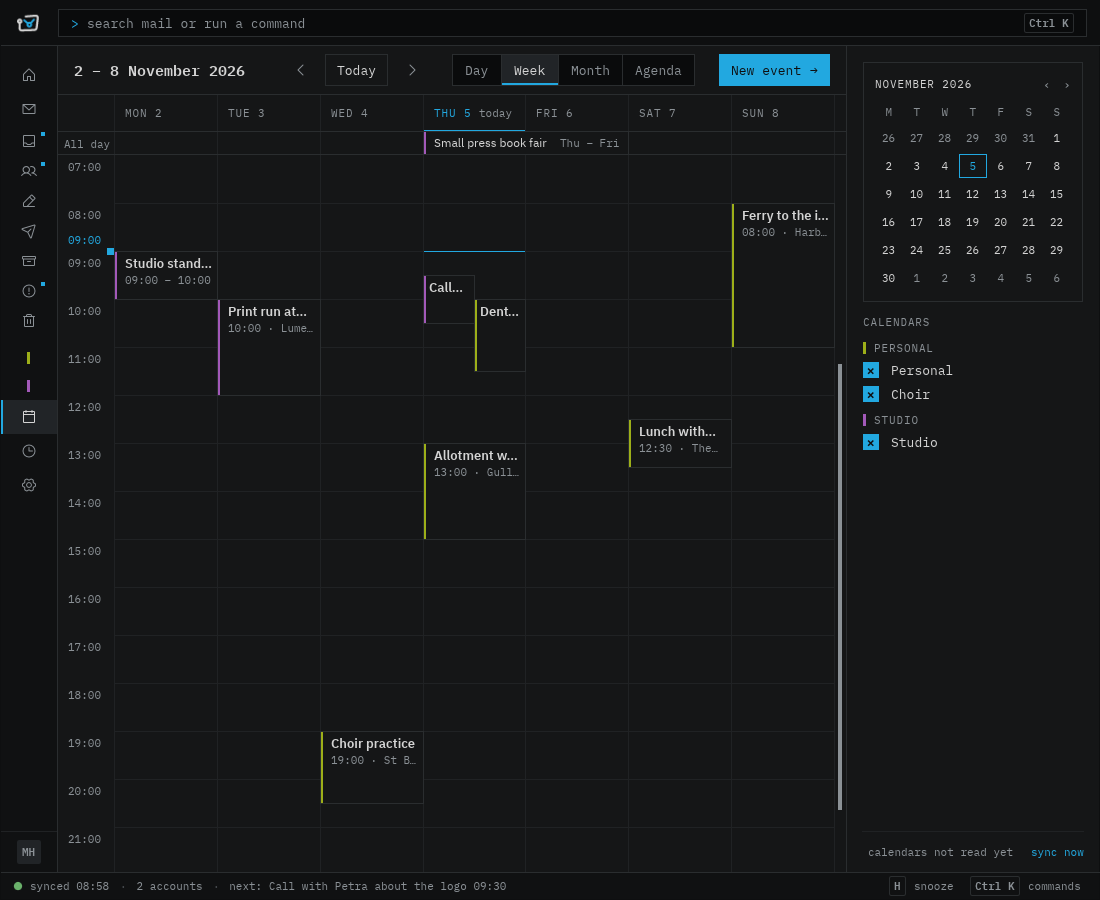 > search mail or run a command Ctrl K
2 – 8 November 2026 Today Day Week Month Agenda New event →
MON 2 TUE 3 WED 4 THU 5 today FRI 6 SAT 7 SUN 8
All day Small press book fair Thu – Fri
07:00
08:00
09:00
09:00
10:00
11:00
12:00
13:00
14:00
15:00
16:00
17:00
18:00
19:00
20:00
21:00
Studio stand…
09:00 – 10:00
Print run at…
10:00 · Lume…
Choir practice
19:00 · St B…
Call…
Dent…
Allotment w…
13:00 · Gull…
Lunch with…
12:30 · The…
Ferry to the i…
08:00 · Harb…
NOVEMBER 2026 ‹ ›
M T W T F S S
26 27 28 29 30 31 1
2 3 4 5 6 7 8
9 10 11 12 13 14 15
16 17 18 19 20 21 22
23 24 25 26 27 28 29
30 1 2 3 4 5 6
CALENDARS
PERSONAL
Personal
Choir
STUDIO
Studio
calendars not read yet sync now
MH
synced 08:58 · 2 accounts · next: Call with Petra about the logo 09:30 H snooze Ctrl K commands